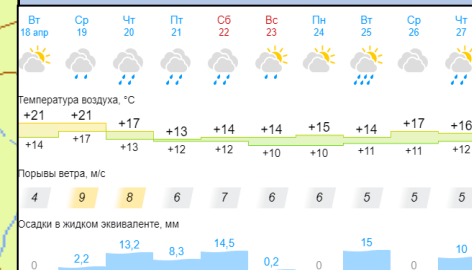 Вт Ср Чт Пт Сб Вс Пн Вт Ср Чт
18 апр 19 20 21 22 23 24 25 26 27
Температура воздуха, °C
+21 +21 +17 +13 +14 +14 +15 +14 +17 +16
+14 +17 +13 +12 +12 +10 +10 +11 +11 +12
Порывы ветра, м/с
4 9 8 6 7 6 6 5 5 5
Осадки в жидком эквиваленте, мм
0 2,2 13,2 8,3 14,5 0,2 0 15 0 10